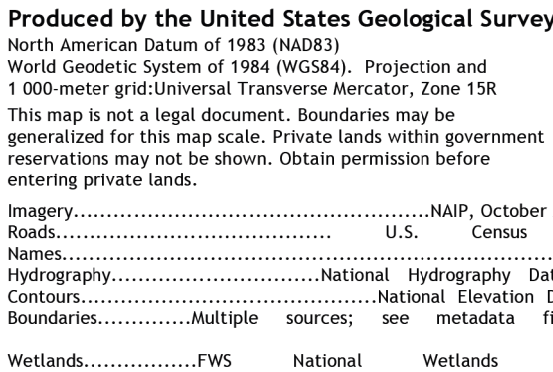 Produced by the United States Geological Survey
North American Datum of 1983 (NAD83)
World Geodetic System of 1984 (WGS84). Projection and
1 000-meter grid:Universal Transverse Mercator, Zone 15R
This map is not a legal document. Boundaries may be
generalized for this map scale. Private lands within government
reservations may not be shown. Obtain permission before
entering private lands.
Imagery.....................................................NAIP, October
Roads......................................... U.S. Census
Names.........................................................................
Hydrography...............................National Hydrography Dat
Contours............................................National Elevation D
Boundaries..............Multiple sources; see metadata fi
Wetlands.................FWS National Wetlands